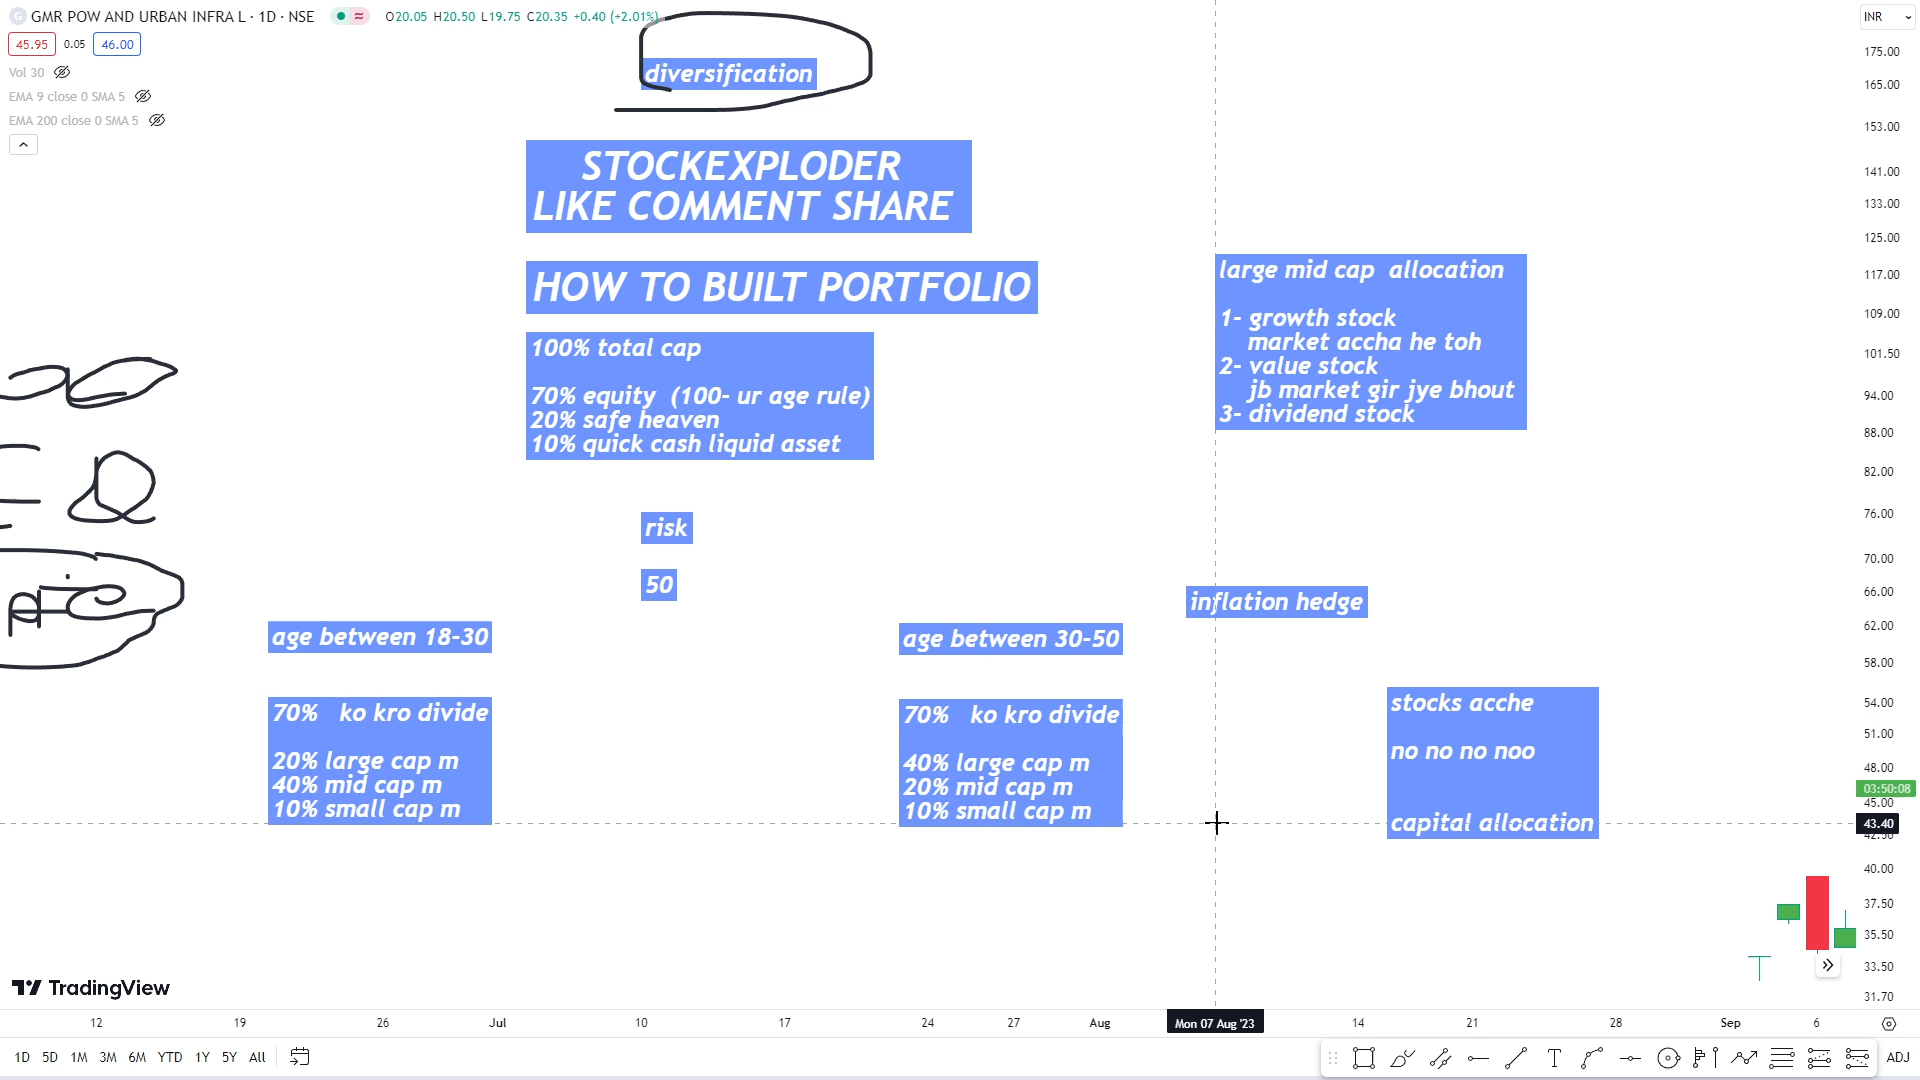 GMR POW AND URBAN INFRA L · 1D · NSE
O20.05 H20.50 L19.75 C20.35 +0.40 (+2.01%)
INR
45.95 0.05 46.00
Vol 30
EMA 9 close 0 SMA 5
EMA 200 close 0 SMA 5
diversification
STOCKEXPLODER
LIKE COMMENT SHARE
HOW TO BUILT PORTFOLIO
100% total cap
70% equity (100- ur age rule)
20% safe heaven
10% quick cash liquid asset
large mid cap allocation
1- growth stock
market accha he toh
2- value stock
jb market gir jye bhout
3- dividend stock
risk
50
inflation hedge
age between 18-30
70% ko kro divide
20% large cap m
40% mid cap m
10% small cap m
age between 30-50
70% ko kro divide
40% large cap m
20% mid cap m
10% small cap m
stocks acche
no no no noo
capital allocation
175.00
165.00
153.00
141.00
133.00
125.00
117.00
109.00
101.50
94.00
88.00
82.00
76.00
70.00
66.00
62.00
58.00
54.00
51.00
48.00
03:50:08
45.00
43.40
40.00
37.50
35.50
33.50
31.70
TradingView
12 19 26 Jul 10 17 24 27 Aug Mon 07 Aug '23 14 21 28 Sep 6
1D 5D 1M 3M 6M YTD 1Y 5Y All
ADJ